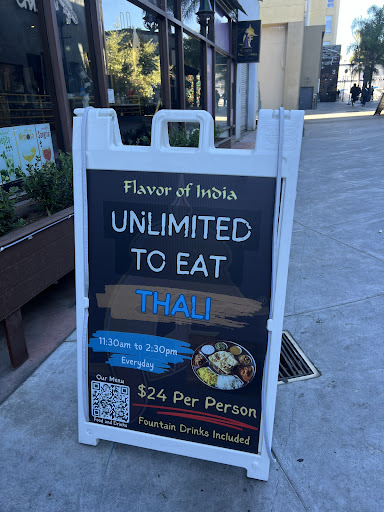 Flavor of India
UNLIMITED
TO EAT
THALI
11:30am to 2:30pm
Everyday
Our Menu
Food and Drinks
$24 Per Person
Fountain Drinks Included